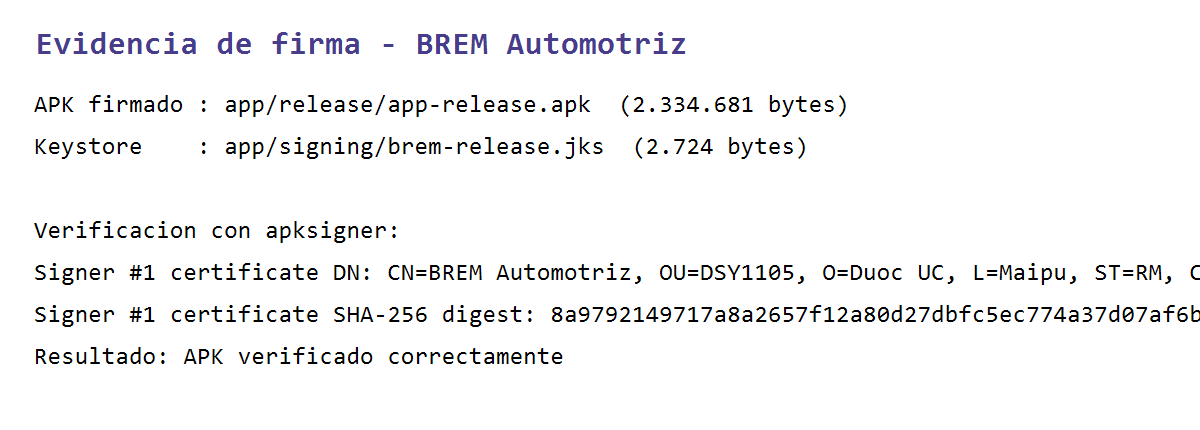 Evidencia de firma - BREM Automotriz
APK firmado : app/release/app-release.apk  (2.334.681 bytes)
Keystore    : app/signing/brem-release.jks  (2.724 bytes)
Verificacion con apksigner:
Signer #1 certificate DN: CN=BREM Automotriz, OU=DSY1105, O=Duoc UC, L=Maipu, ST=RM, C
Signer #1 certificate SHA-256 digest: 8a9792149717a8a2657f12a80d27dbfc5ec774a37d07af6b
Resultado: APK verificado correctamente